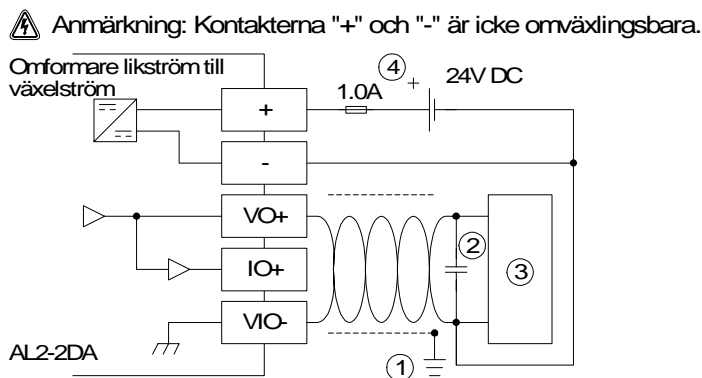 Anmärkning: Kontakterna "+" och "-" är icke omväxlingsbara.
Omformare likström till
växelström
④
+
24V DC
1.0A
+
-
VO+
IO+
VIO-
②
③
①
AL2-2DA